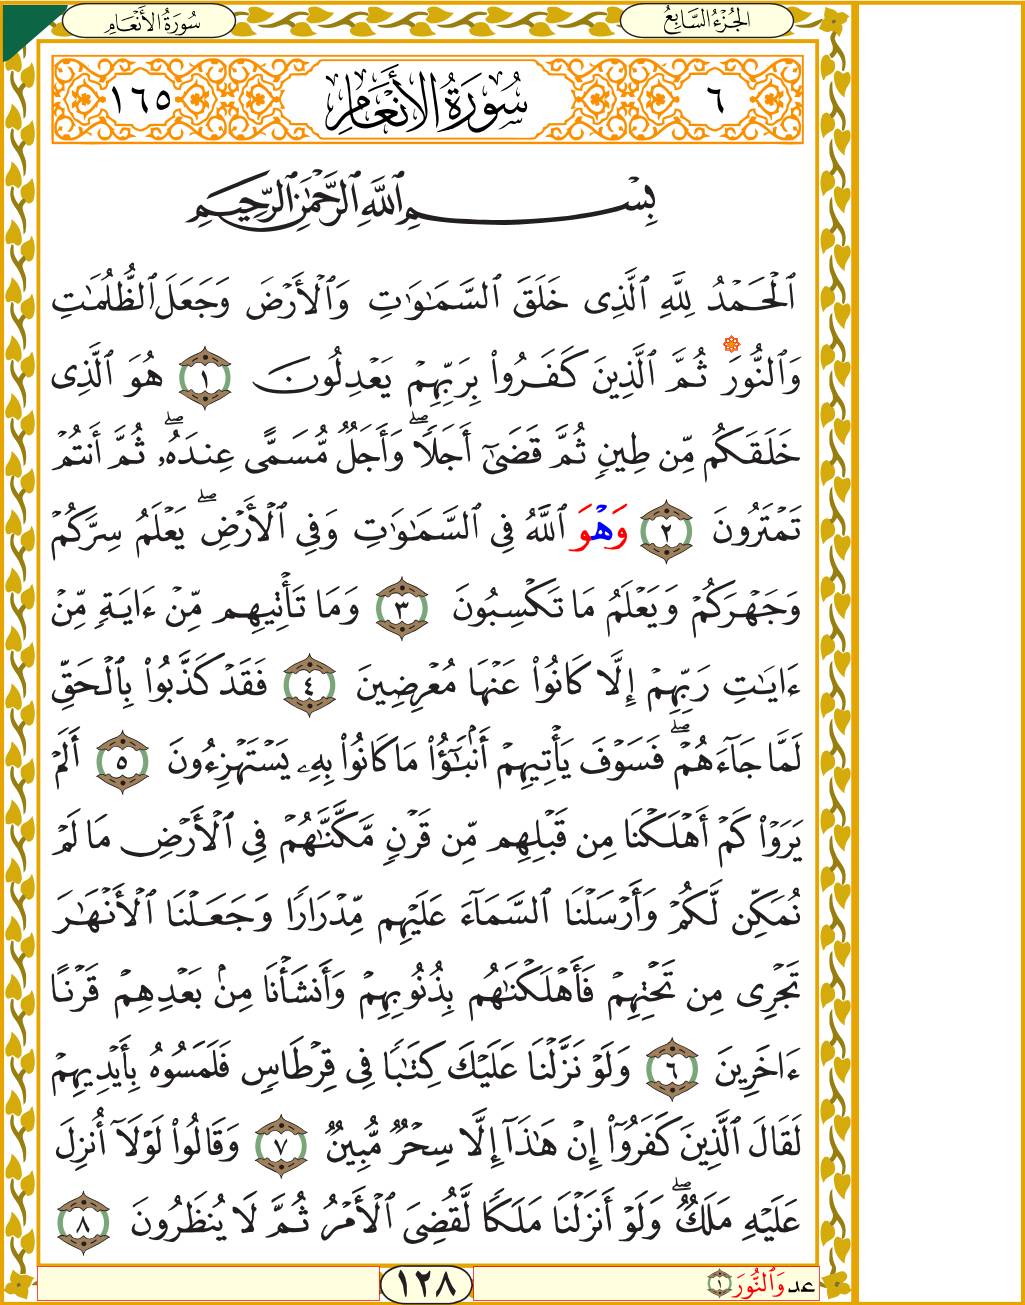 الجُزْءُ السَّابِعُ
سُورَةُ الأَنْعَامِ
٦
سُورَةُ الأَنْعَامِ
١٦٥
بِسْمِ ٱللَّهِ ٱلرَّحْمَٰنِ ٱلرَّحِيمِ
ٱلْحَمْدُ لِلَّهِ ٱلَّذِى خَلَقَ ٱلسَّمَٰوَٰتِ وَٱلْأَرْضَ وَجَعَلَ ٱلظُّلُمَٰتِ
وَٱلنُّورَ ثُمَّ ٱلَّذِينَ كَفَرُواْ بِرَبِّهِمْ يَعْدِلُونَ ١ هُوَ ٱلَّذِى
خَلَقَكُم مِّن طِينٍ ثُمَّ قَضَىٰٓ أَجَلًا ۖ وَأَجَلٌ مُّسَمًّى عِندَهُۥ ۖ ثُمَّ أَنتُمْ
تَمْتَرُونَ ٢ وَهْوَ ٱللَّهُ فِى ٱلسَّمَٰوَٰتِ وَفِى ٱلْأَرْضِ ۖ يَعْلَمُ سِرَّكُمْ
وَجَهْرَكُمْ وَيَعْلَمُ مَا تَكْسِبُونَ ٣ وَمَا تَأْتِيهِم مِّنْ ءَايَةٍ مِّنْ
ءَايَٰتِ رَبِّهِمْ إِلَّا كَانُواْ عَنْهَا مُعْرِضِينَ ٤ فَقَدْ كَذَّبُواْ بِٱلْحَقِّ
لَمَّا جَآءَهُمْ ۖ فَسَوْفَ يَأْتِيهِمْ أَنۢبَٰٓؤُاْ مَا كَانُواْ بِهِۦ يَسْتَهْزِءُونَ ٥ أَلَمْ
يَرَوْاْ كَمْ أَهْلَكْنَا مِن قَبْلِهِم مِّن قَرْنٍ مَّكَّنَّٰهُمْ فِى ٱلْأَرْضِ مَا لَمْ
نُمَكِّن لَّكُمْ وَأَرْسَلْنَا ٱلسَّمَآءَ عَلَيْهِم مِّدْرَارًا وَجَعَلْنَا ٱلْأَنْهَٰرَ
تَجْرِى مِن تَحْتِهِمْ فَأَهْلَكْنَٰهُم بِذُنُوبِهِمْ وَأَنشَأْنَا مِنۢ بَعْدِهِمْ قَرْنًا
ءَاخَرِينَ ٦ وَلَوْ نَزَّلْنَا عَلَيْكَ كِتَٰبًا فِى قِرْطَاسٍ فَلَمَسُوهُ بِأَيْدِيهِمْ
لَقَالَ ٱلَّذِينَ كَفَرُوٓاْ إِنْ هَٰذَآ إِلَّا سِحْرٌ مُّبِينٌ ٧ وَقَالُواْ لَوْلَآ أُنزِلَ
عَلَيْهِ مَلَكٌ ۖ وَلَوْ أَنزَلْنَا مَلَكًا لَّقُضِىَ ٱلْأَمْرُ ثُمَّ لَا يُنظَرُونَ ٨
عد وَٱلنُّورَ ١
١٢٨